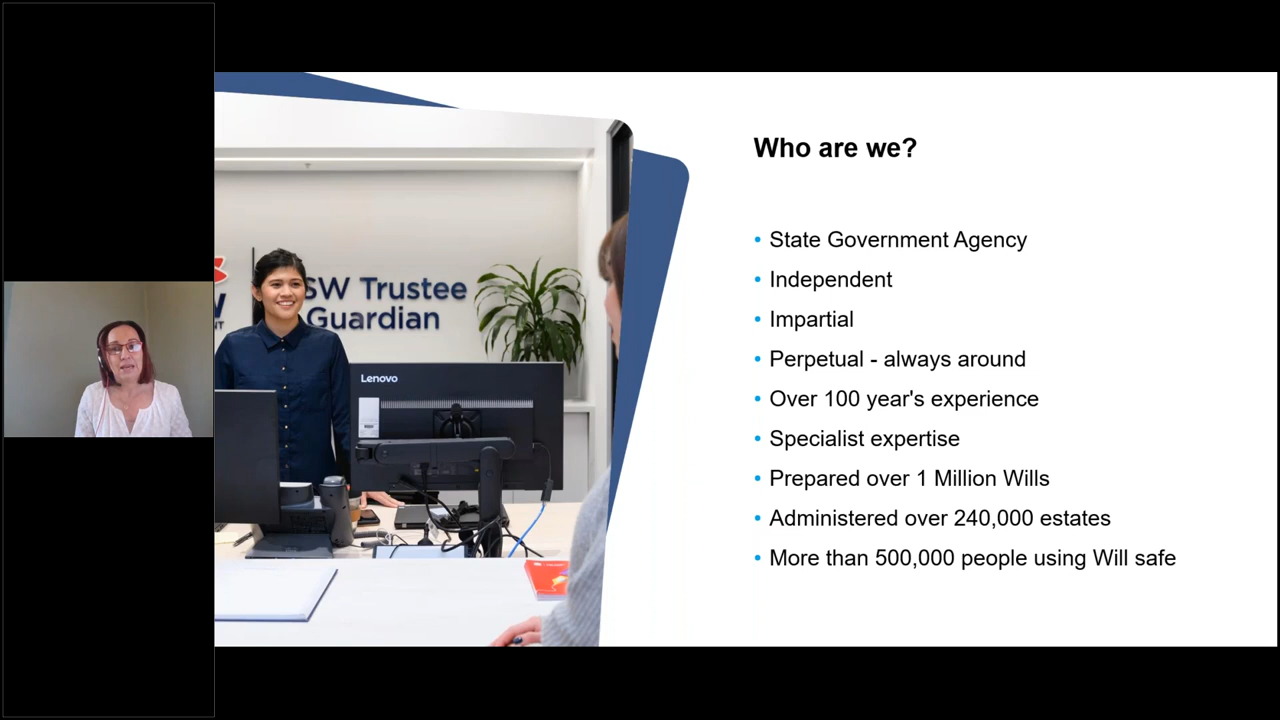 Who are we?
• State Government Agency
• Independent
• Impartial
• Perpetual - always around
• Over 100 year's experience
• Specialist expertise
• Prepared over 1 Million Wills
• Administered over 240,000 estates
• More than 500,000 people using Will safe
SW Trustee
Guardian
Lenovo